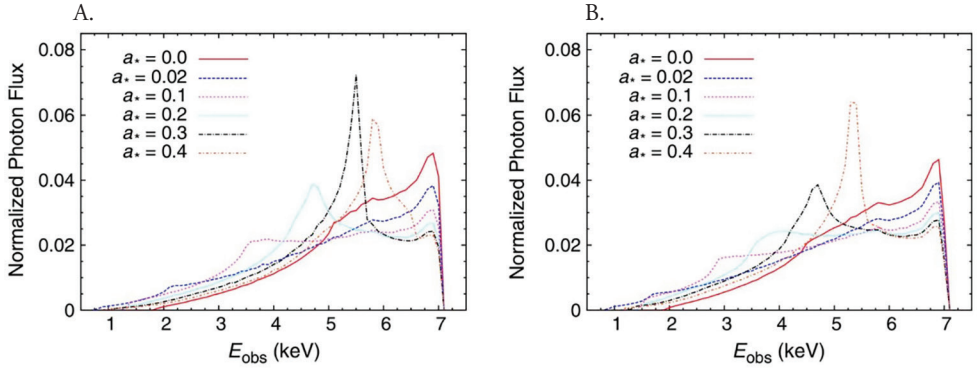 A.
Normalized Photon Flux
0.08
0.06
0.04
0.02
0
a* = 0.0
a* = 0.02
a* = 0.1
a* = 0.2
a* = 0.3
a* = 0.4
1 2 3 4 5 6 7
Eobs (keV)
B.
Normalized Photon Flux
0.08
0.06
0.04
0.02
0
a* = 0.0
a* = 0.02
a* = 0.1
a* = 0.2
a* = 0.3
a* = 0.4
1 2 3 4 5 6 7
Eobs (keV)